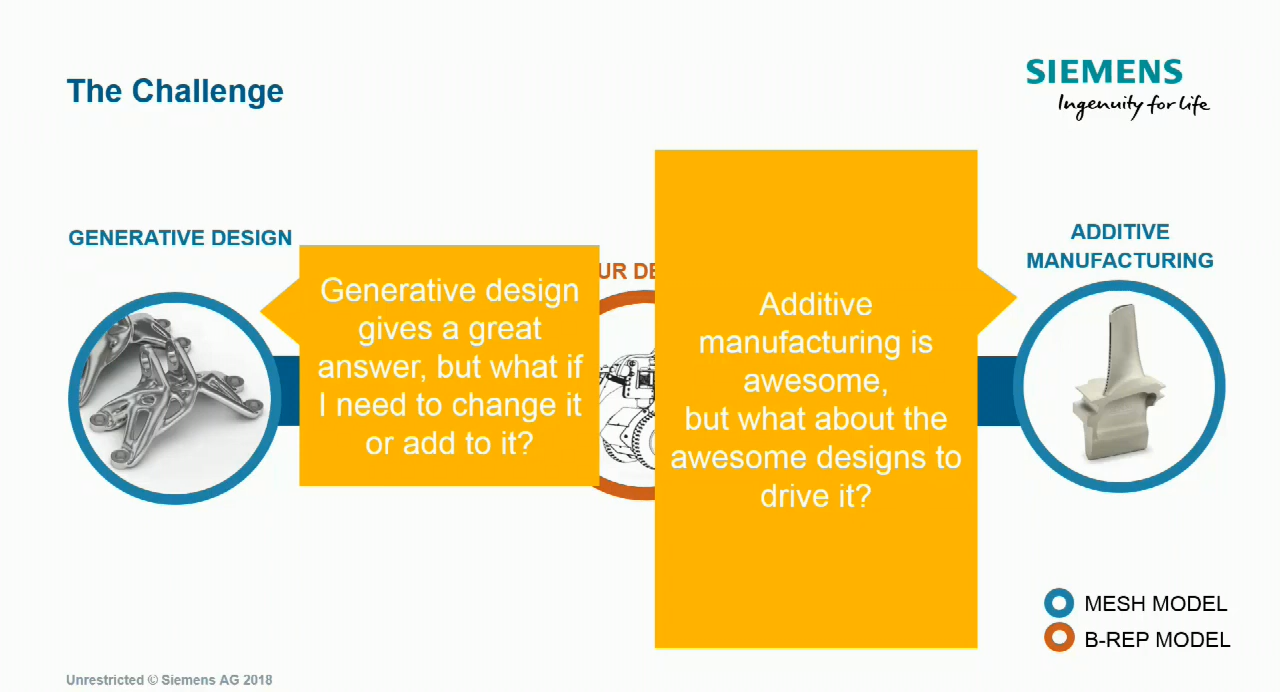 The Challenge
SIEMENS
Ingenuity for life
GENERATIVE DESIGN
Generative design
gives a great
answer, but what if
I need to change it
or add to it?
Additive
manufacturing is
awesome,
but what about the
awesome designs to
drive it?
ADDITIVE
MANUFACTURING
MESH MODEL
B-REP MODEL
Unrestricted © Siemens AG 2018